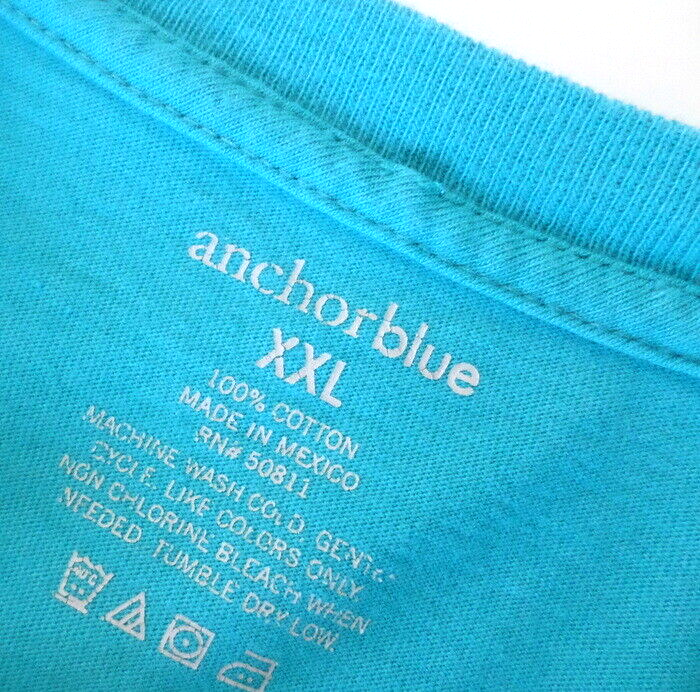 anchorblue
XXL
100% COTTON
MADE IN MEXICO
RN# 50811
MACHINE WASH COLD, GENTLE
CYCLE. LIKE COLORS ONLY
NON CHLORINE BLEACH WHEN
NEEDED. TUMBLE DRY LOW.